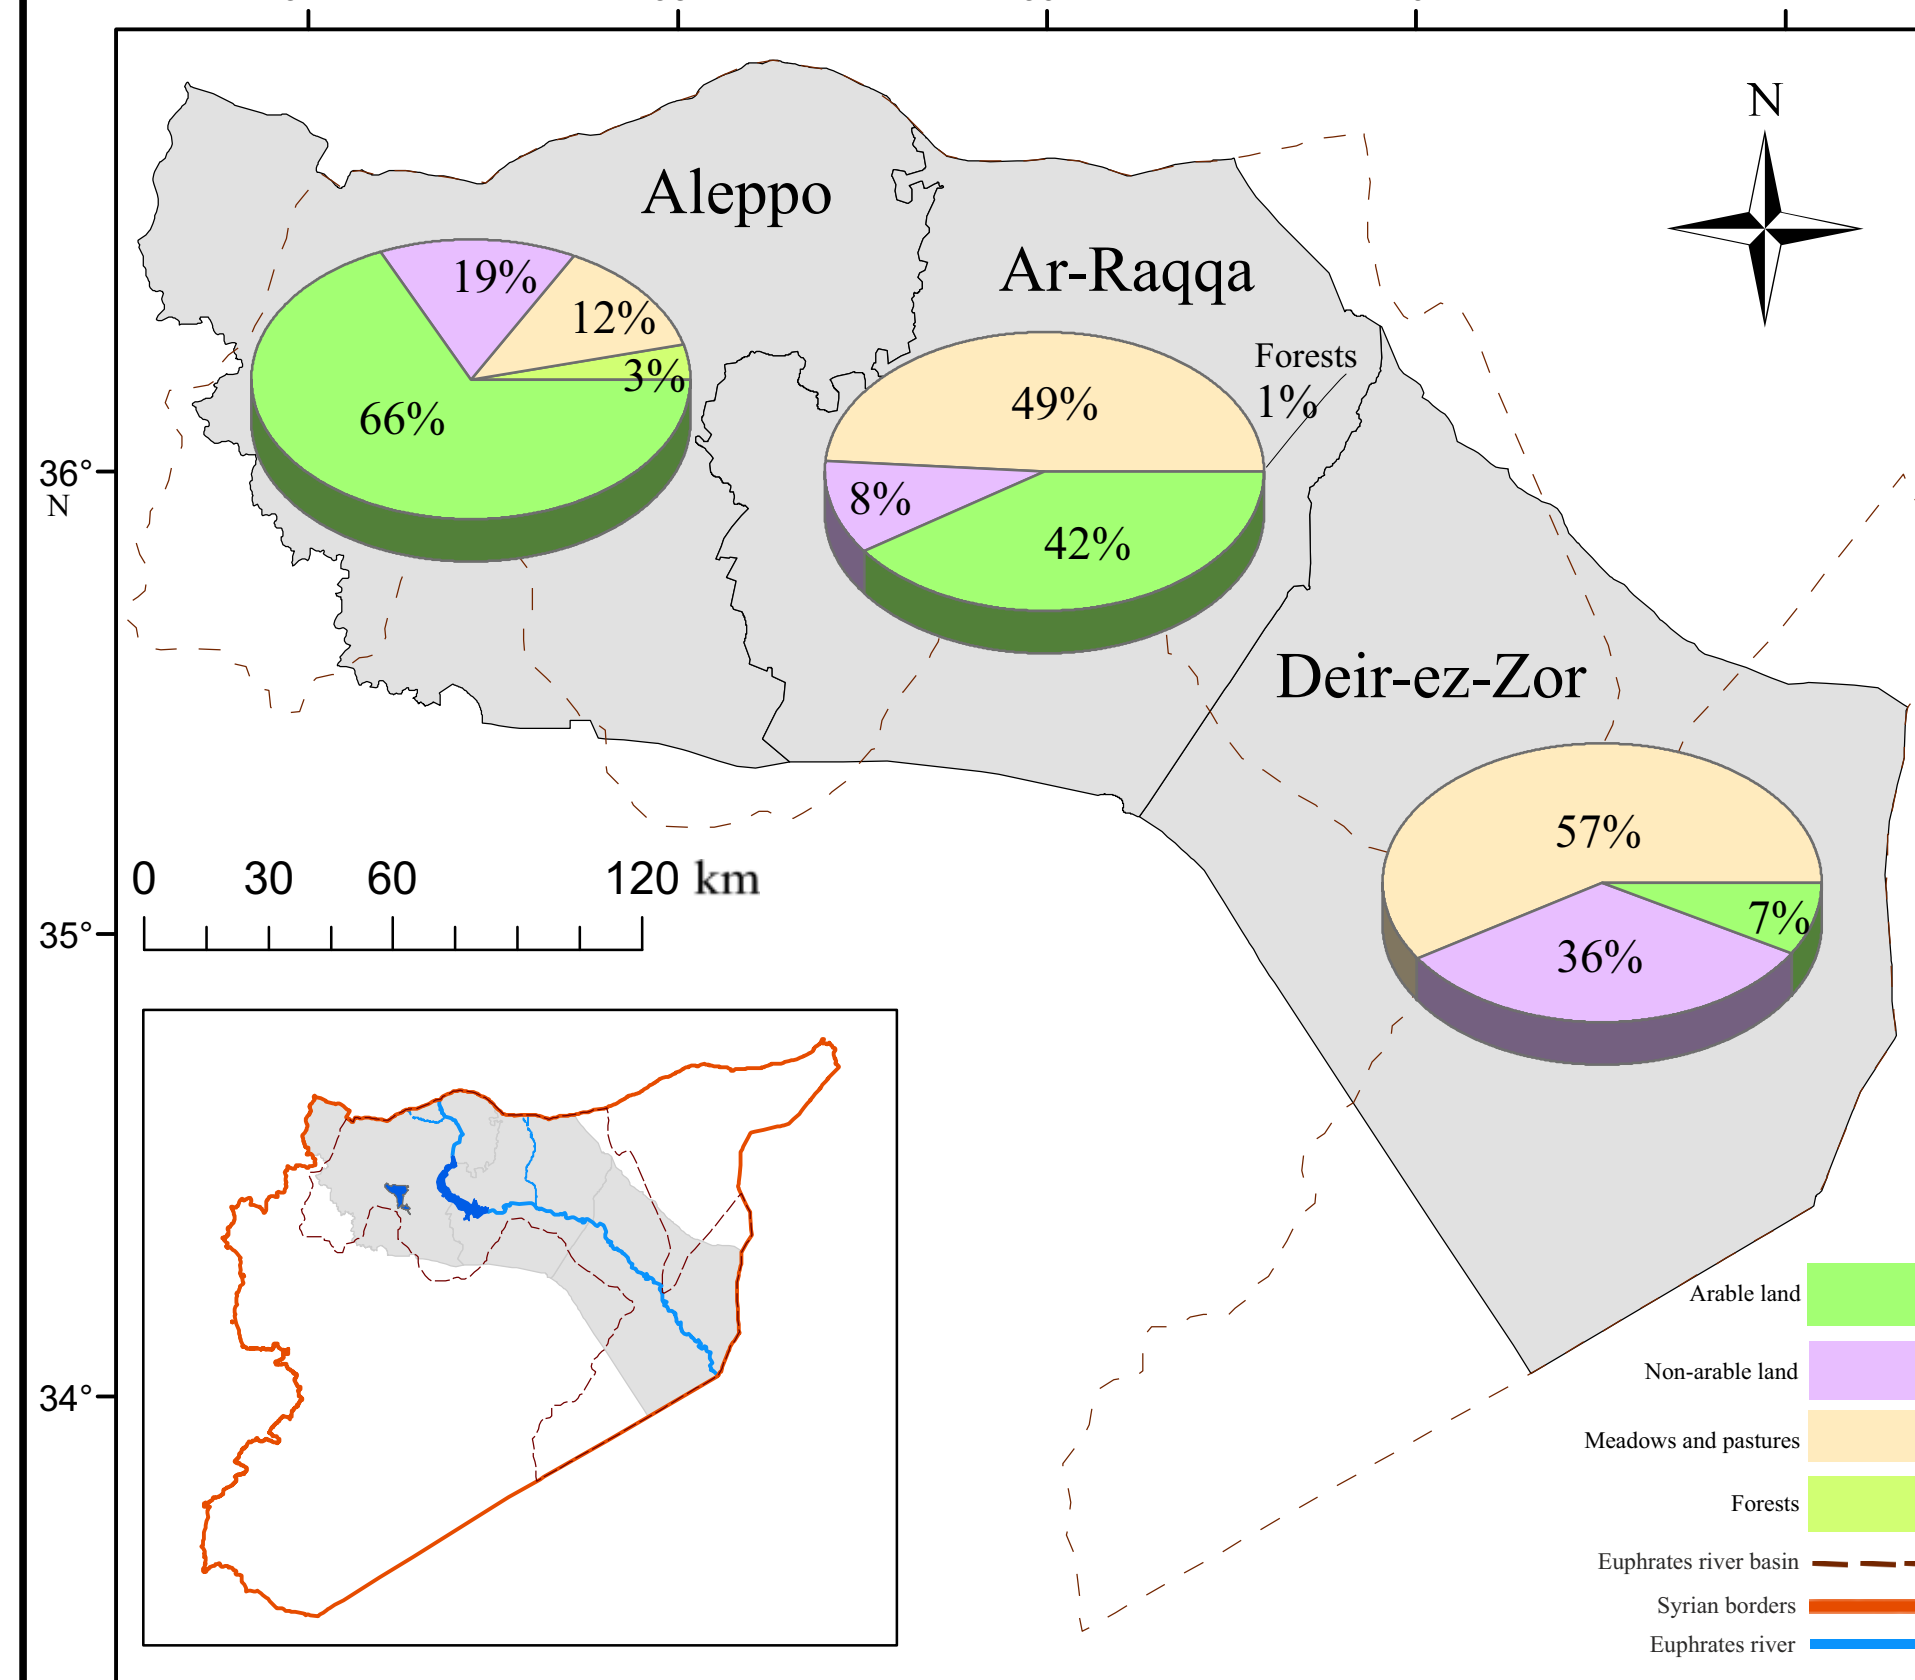 N
Aleppo
19%
12%
3%
66%
Ar-Raqqa
Forests
1%
49%
8%
42%
36°
N
Deir-ez-Zor
57%
7%
36%
0 30 60 120 km
35°
34°
Arable land
Non-arable land
Meadows and pastures
Forests
Euphrates river basin
Syrian borders
Euphrates river